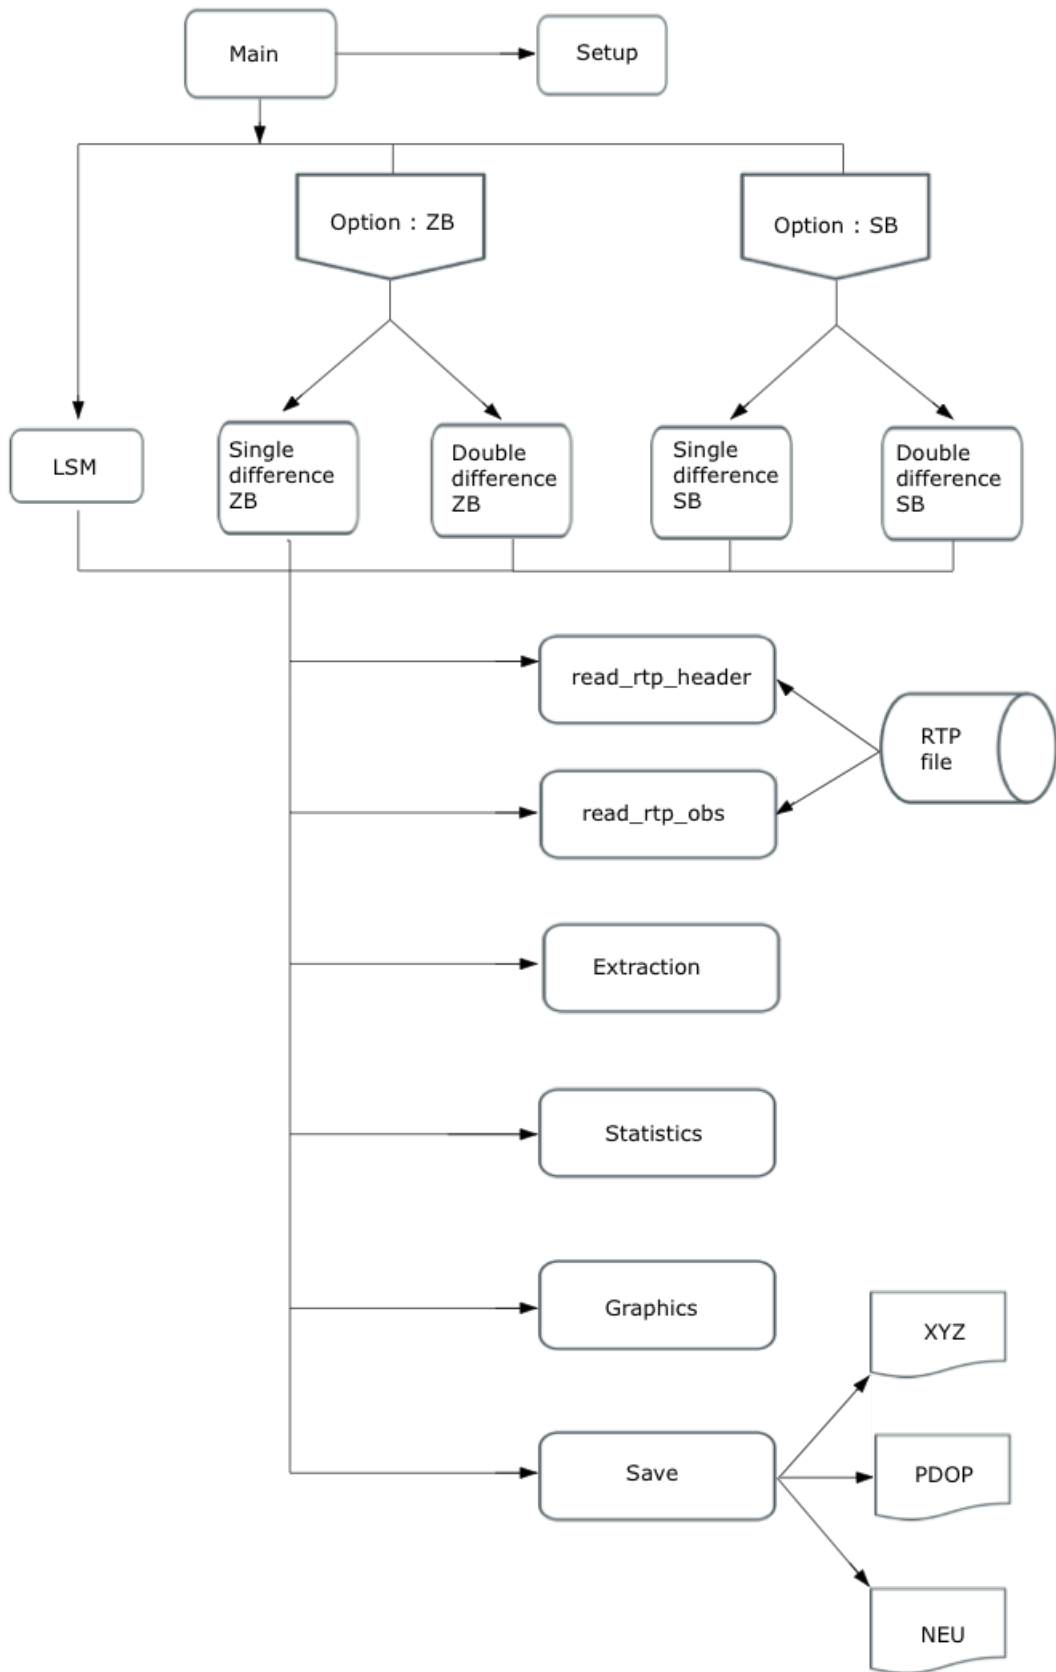 Main
Setup
Option : ZB
Option : SB
LSM
Single
difference
ZB
Double
difference
ZB
Single
difference
SB
Double
difference
SB
read_rtp_header
RTP
file
read_rtp_obs
Extraction
Statistics
Graphics
XYZ
Save
PDOP
NEU